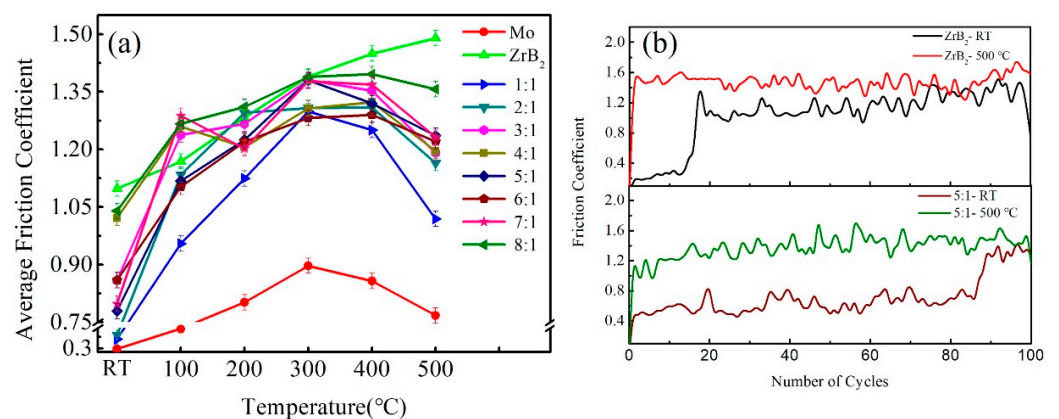 (a)
Average Friction Coefficient
1.50
1.35
1.20
1.05
0.90
0.75
0.3
RT 100 200 300 400 500
Temperature(℃)
Mo
ZrB₂
1:1
2:1
3:1
4:1
5:1
6:1
7:1
8:1
(b)
Friction Coefficient
ZrB₂- RT
ZrB₂- 500 ℃
2.0
1.6
1.2
0.8
0.4
5:1- RT
5:1- 500 ℃
2.0
1.6
1.2
0.8
0.4
0 20 40 60 80 100
Number of Cycles